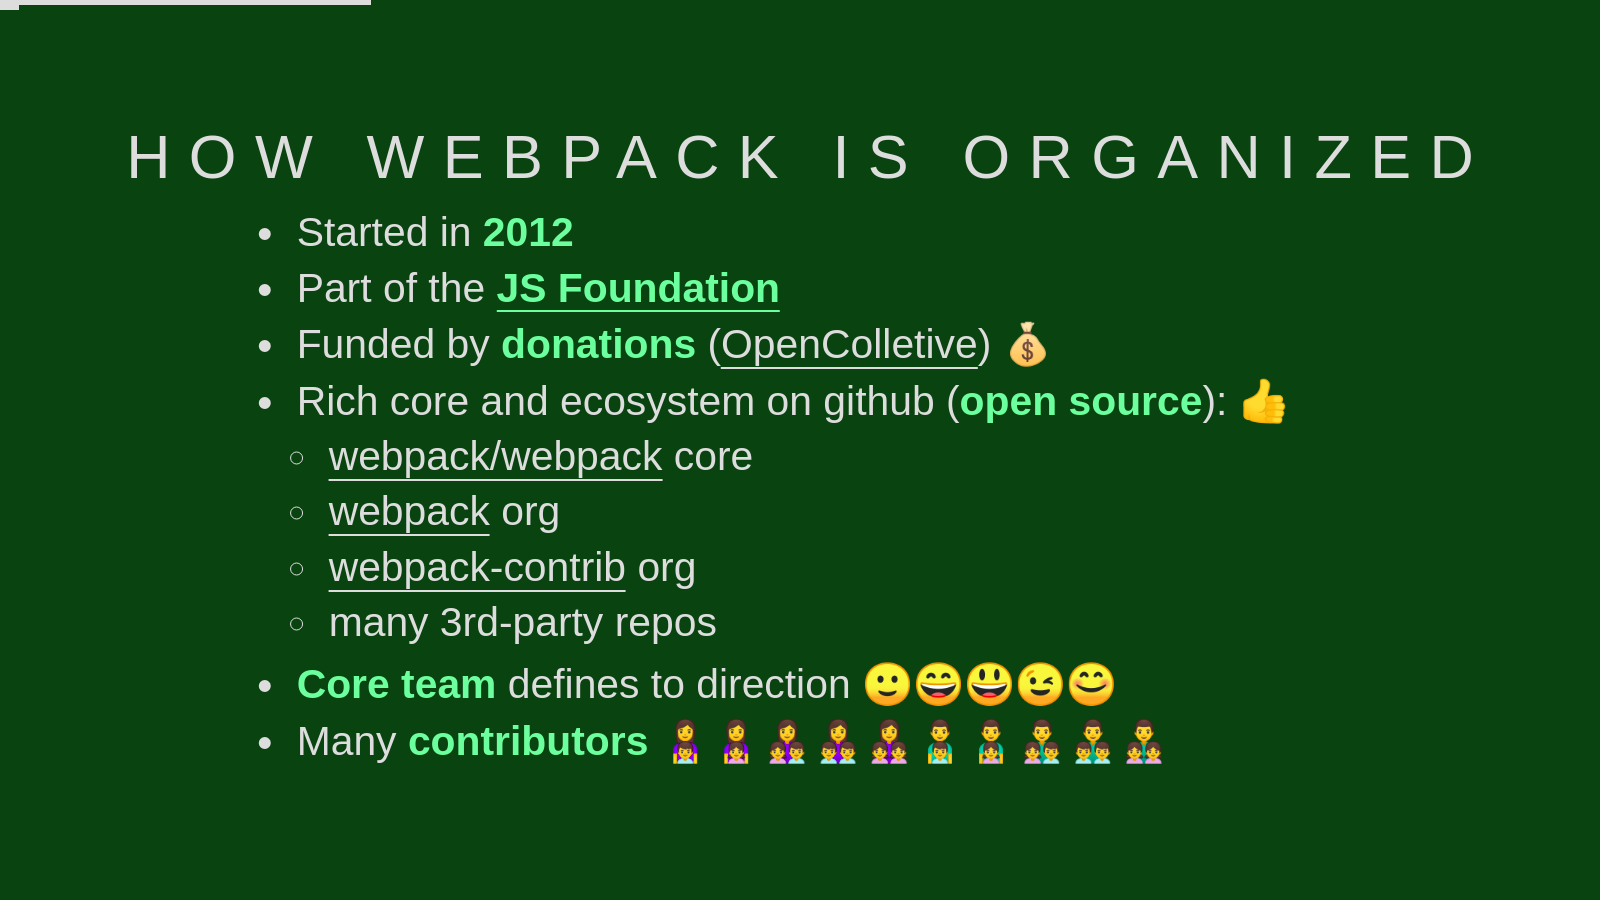 HOW WEBPACK IS ORGANIZED
• Started in 2012
• Part of the JS Foundation
• Funded by donations (OpenColletive) 💰
• Rich core and ecosystem on github (open source): 👍
○ webpack/webpack core
○ webpack org
○ webpack-contrib org
○ many 3rd-party repos
• Core team defines to direction 🙂😄😃😉😊
• Many contributors 👩‍👦👩‍👧👩‍👧‍👦👩‍👦‍👦👩‍👧‍👧👨‍👦👨‍👧👨‍👧‍👦👨‍👦‍👦👨‍👧‍👧